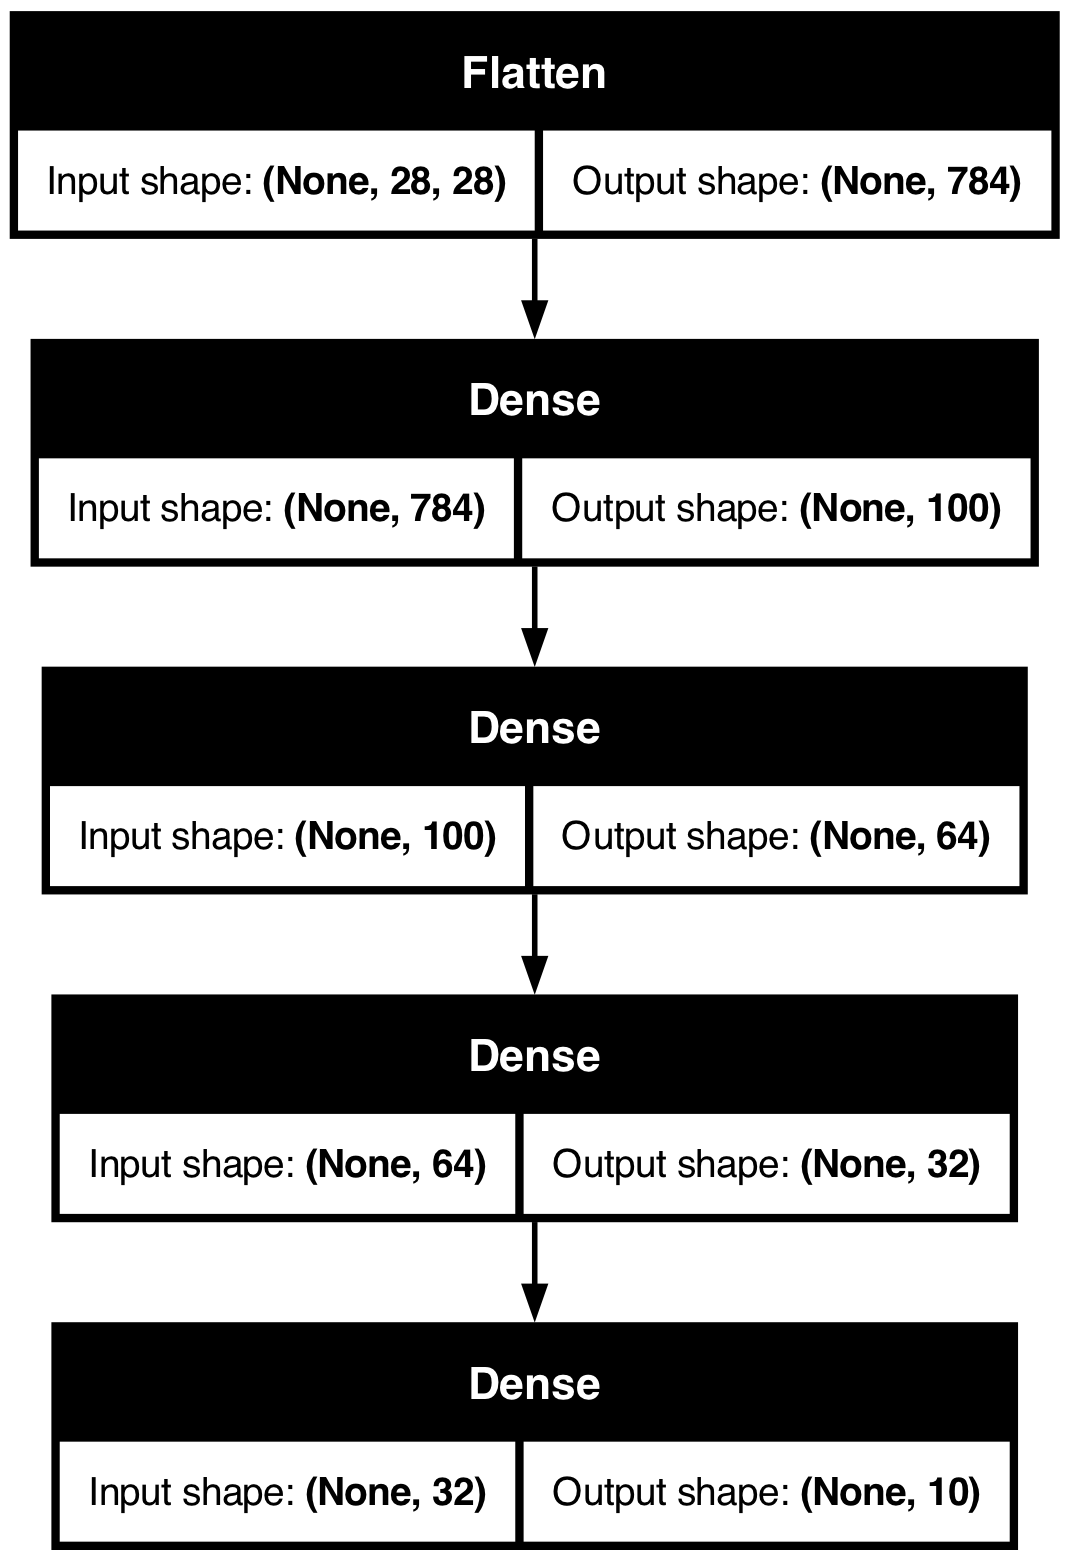 Flatten
Input shape: (None, 28, 28) Output shape: (None, 784)
Dense
Input shape: (None, 784) Output shape: (None, 100)
Dense
Input shape: (None, 100) Output shape: (None, 64)
Dense
Input shape: (None, 64) Output shape: (None, 32)
Dense
Input shape: (None, 32) Output shape: (None, 10)